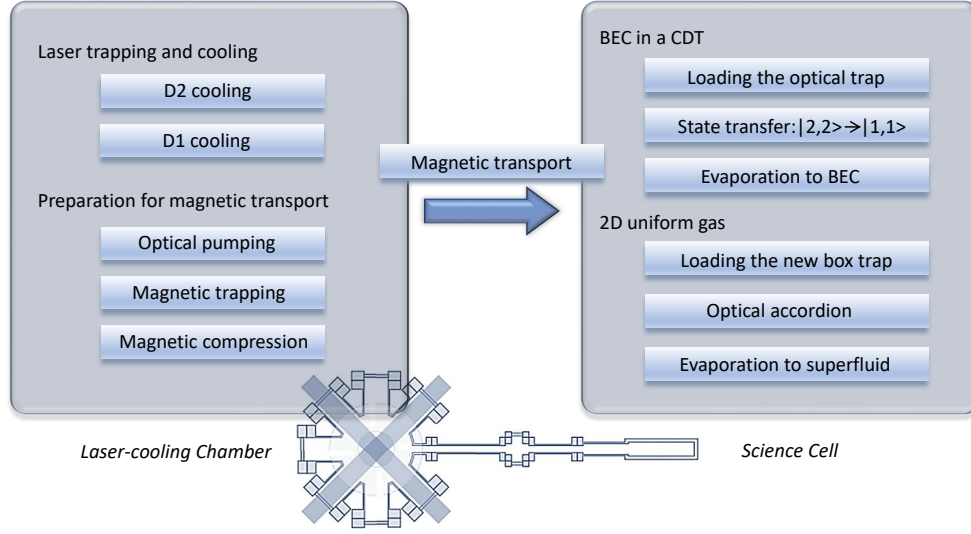 Laser trapping and cooling
D2 cooling
D1 cooling
Preparation for magnetic transport
Optical pumping
Magnetic trapping
Magnetic compression
Laser-cooling Chamber
Magnetic transport
BEC in a CDT
Loading the optical trap
State transfer:|2,2>→|1,1>
Evaporation to BEC
2D uniform gas
Loading the new box trap
Optical accordion
Evaporation to superfluid
Science Cell